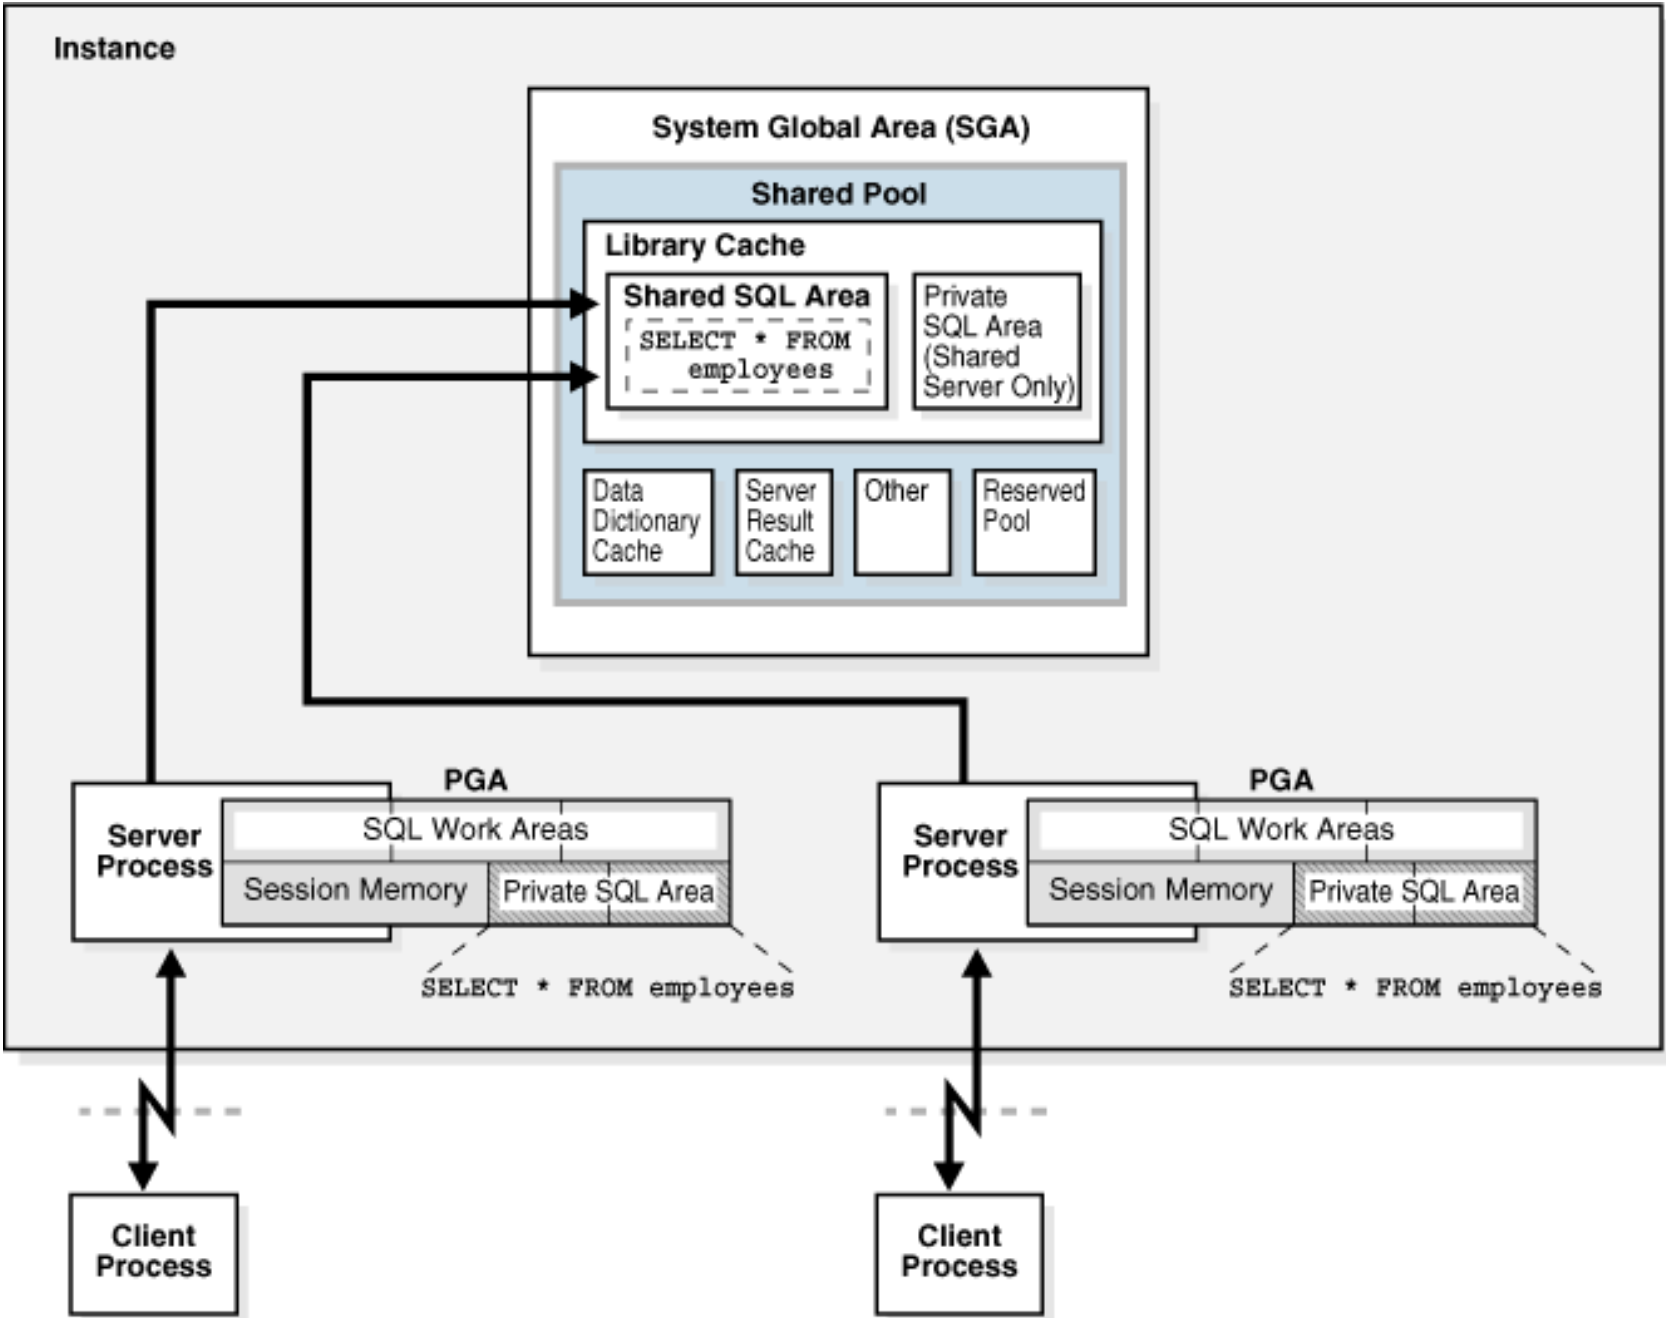 Instance
System Global Area (SGA)
Shared Pool
Library Cache
Shared SQL Area
SELECT * FROM
employees
Private
SQL Area
(Shared
Server Only)
Data
Dictionary
Cache
Server
Result
Cache
Other
Reserved
Pool
PGA
Server
Process
SQL Work Areas
Session Memory
Private SQL Area
SELECT * FROM employees
PGA
Server
Process
SQL Work Areas
Session Memory
Private SQL Area
SELECT * FROM employees
Client
Process
Client
Process